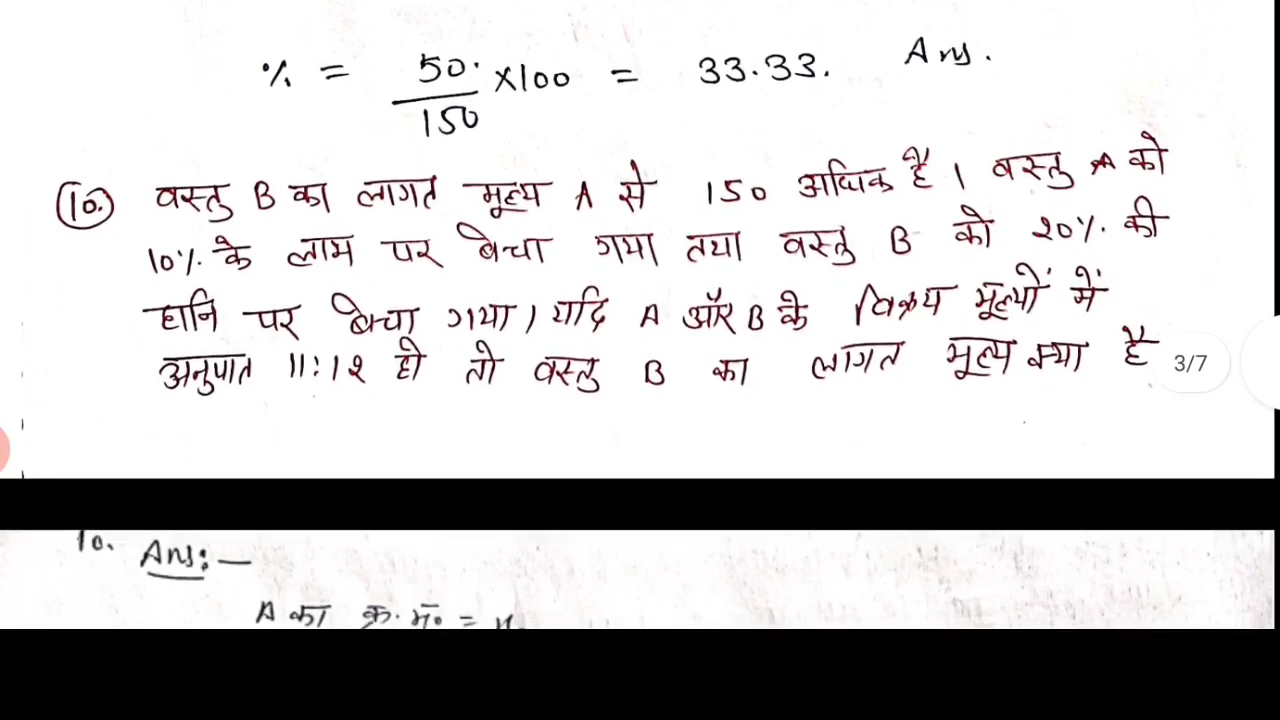 % = 50/150 ×100 = 33.33. Ans.
10. वस्तु B का लागत मूल्य A से 150 अधिक है । वस्तु A को
10% के लाभ पर बेचा गया तथा वस्तु B को 20% की
हानि पर बेचा गया । यदि A और B के विक्रय मूल्यों में
अनुपात 11:12 हो तो वस्तु B का लागत मूल्य क्या है
3/7
10. Ans:—
A का क्र. मू० =